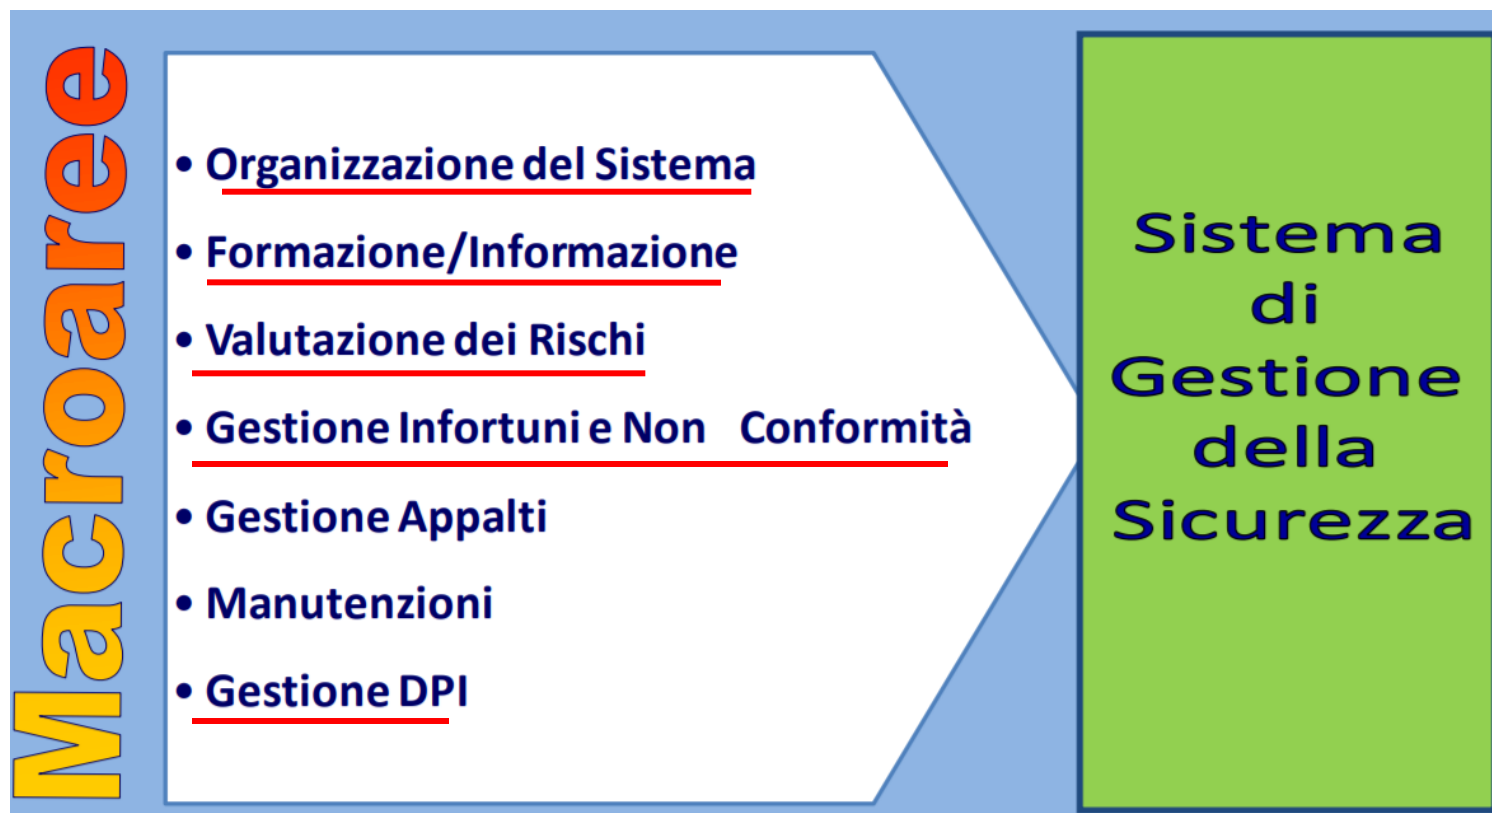 Macroaree
• Organizzazione del Sistema
• Formazione/Informazione
• Valutazione dei Rischi
• Gestione Infortuni e Non Conformità
• Gestione Appalti
• Manutenzioni
• Gestione DPI
Sistema
di
Gestione
della
Sicurezza